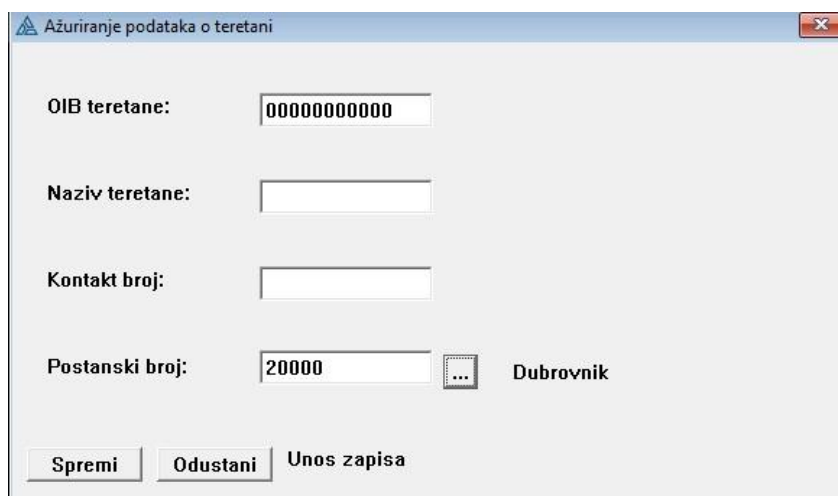 Ažuriranje podataka o teretani
OIB teretane: 00000000000
Naziv teretane:
Kontakt broj:
Postanski broj: 20000 ... Dubrovnik
Spremi Odustani Unos zapisa